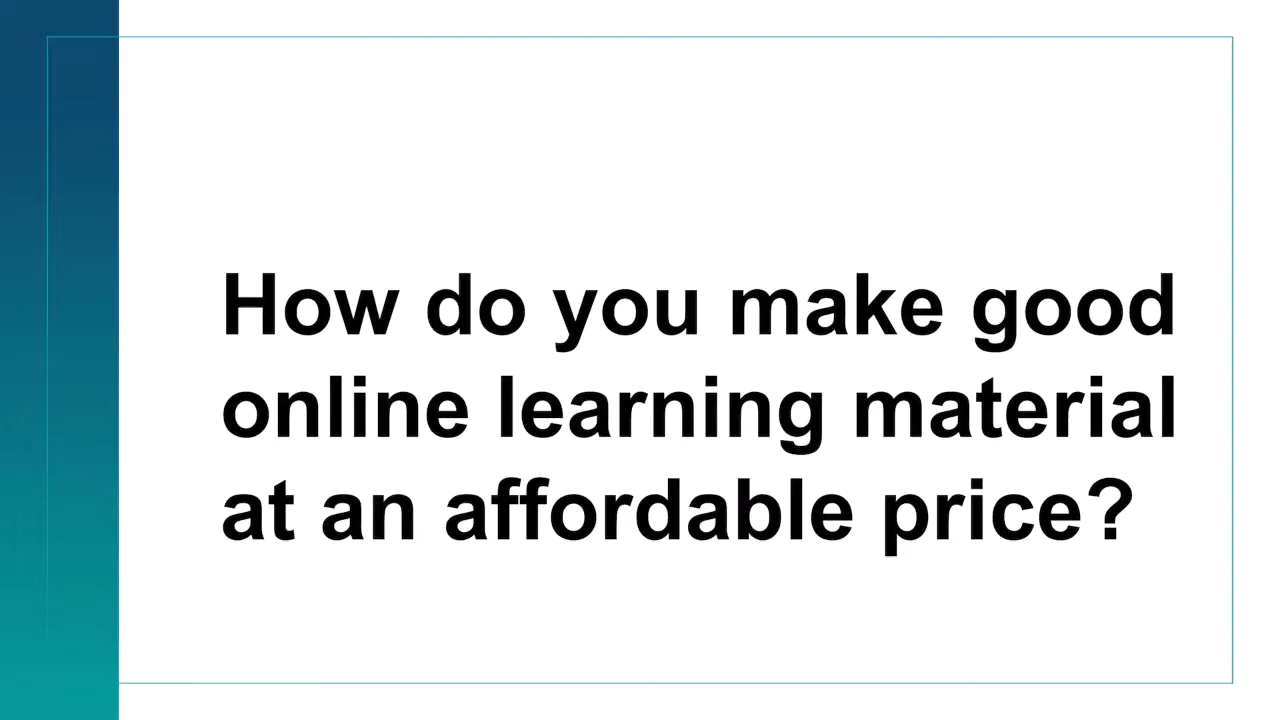 How do you make good
online learning material
at an affordable price?